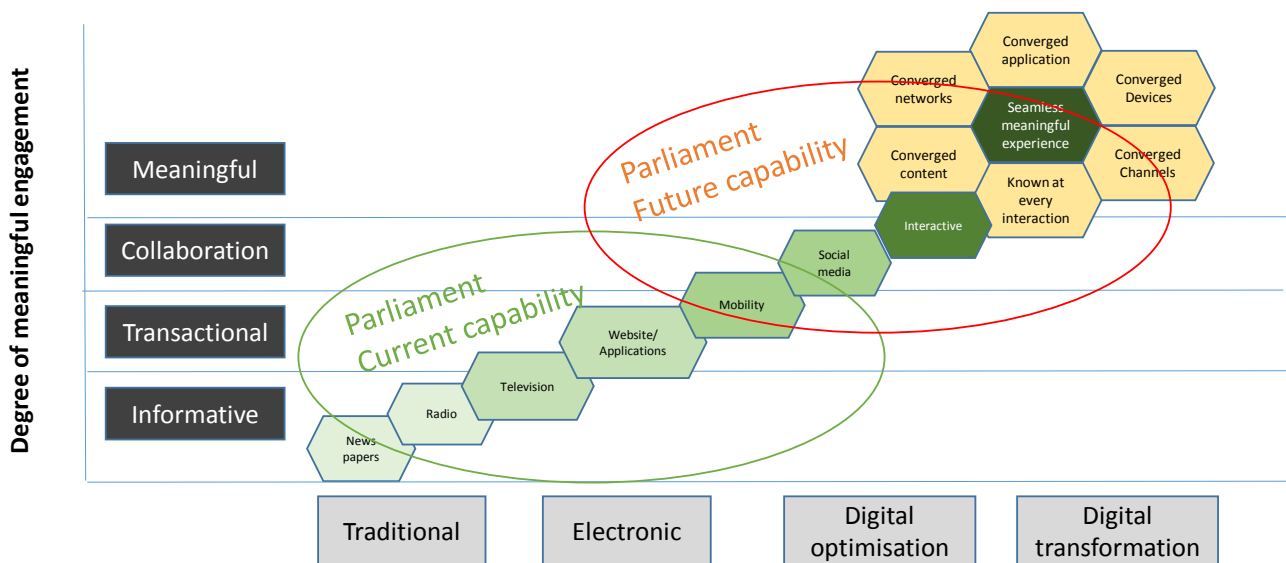 Degree of meaningful engagement
Meaningful
Collaboration
Transactional
Informative
Parliament
Future capability
Parliament
Current capability
Converged
application
Converged
networks
Converged
Devices
Seamless
meaningful
experience
Converged
content
Converged
Channels
Known at
every
interaction
Interactive
Social
media
Mobility
Website/
Applications
Television
Radio
News
papers
Traditional
Electronic
Digital
optimisation
Digital
transformation